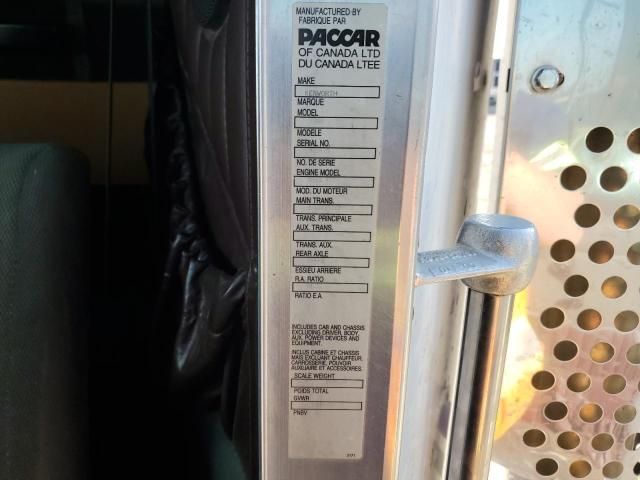 MANUFACTURED BY
FABRIQUE PAR
PACCAR
OF CANADA LTD
DU CANADA LTEE
MAKE
KENWORTH
MARQUE
MODEL
MODELE
SERIAL NO.
NO. DE SERIE
ENGINE MODEL
MOD. DU MOTEUR
MAIN TRANS.
TRANS. PRINCIPALE
AUX. TRANS.
TRANS. AUX.
REAR AXLE
ESSIEU ARRIERE
R.A. RATIO
RATIO E.A.
INCLUDES CAB AND CHASSIS
EXCLUDING DRIVER, BODY,
AUX. POWER DEVICES AND
EQUIPMENT.
INCLUS CABINE ET CHASSIS
MAIS EXCLUANT CHAUFFEUR,
CARROSSERIE, POUVOIR
AUXILIAIRE ET ACCESSOIRES.
SCALE WEIGHT
POIDS TOTAL
GVWR
PNBV